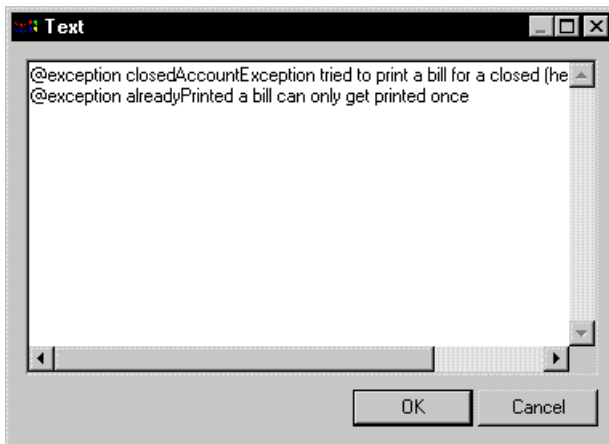 Text
@exception closedAccountException tried to print a bill for a closed (he
@exception alreadyPrinted a bill can only get printed once
OK Cancel